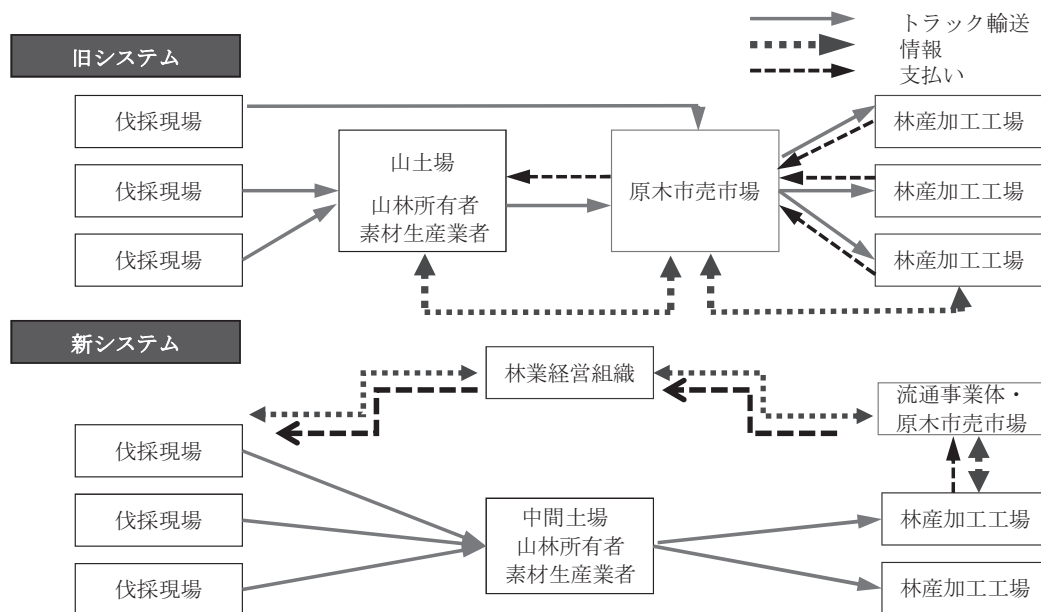 トラック輸送
情報
支払い
旧システム
伐採現場
伐採現場
伐採現場
山土場
山林所有者
素材生産業者
原木市売市場
林産加工工場
林産加工工場
林産加工工場
新システム
林業経営組織
流通事業体・
原木市売市場
伐採現場
伐採現場
伐採現場
中間土場
山林所有者
素材生産業者
林産加工工場
林産加工工場